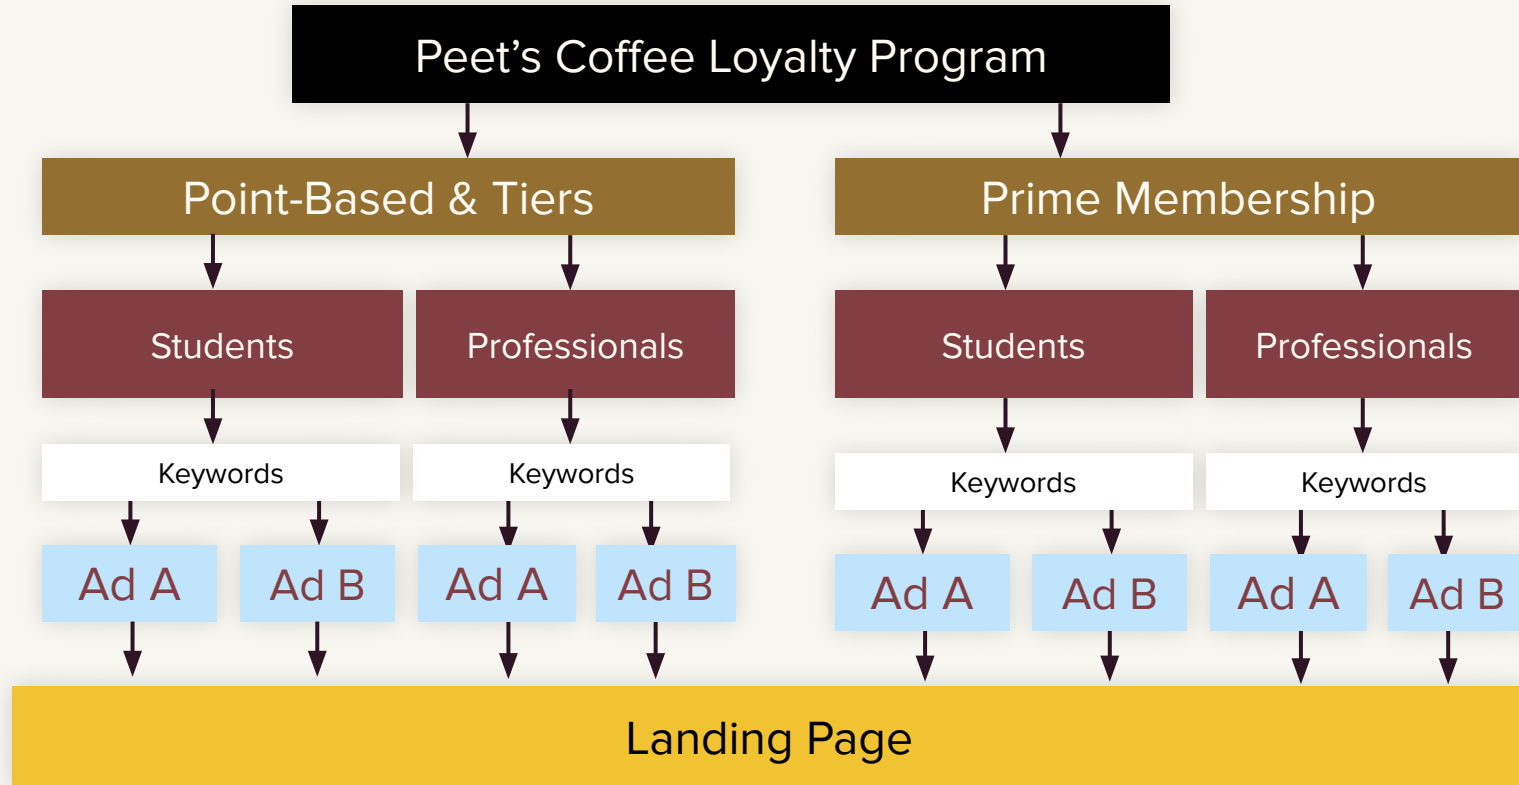 Peet’s Coffee Loyalty Program
Point-Based & Tiers
Prime Membership
Students
Professionals
Students
Professionals
Keywords
Keywords
Keywords
Keywords
Ad A
Ad B
Ad A
Ad B
Ad A
Ad B
Ad A
Ad B
Landing Page